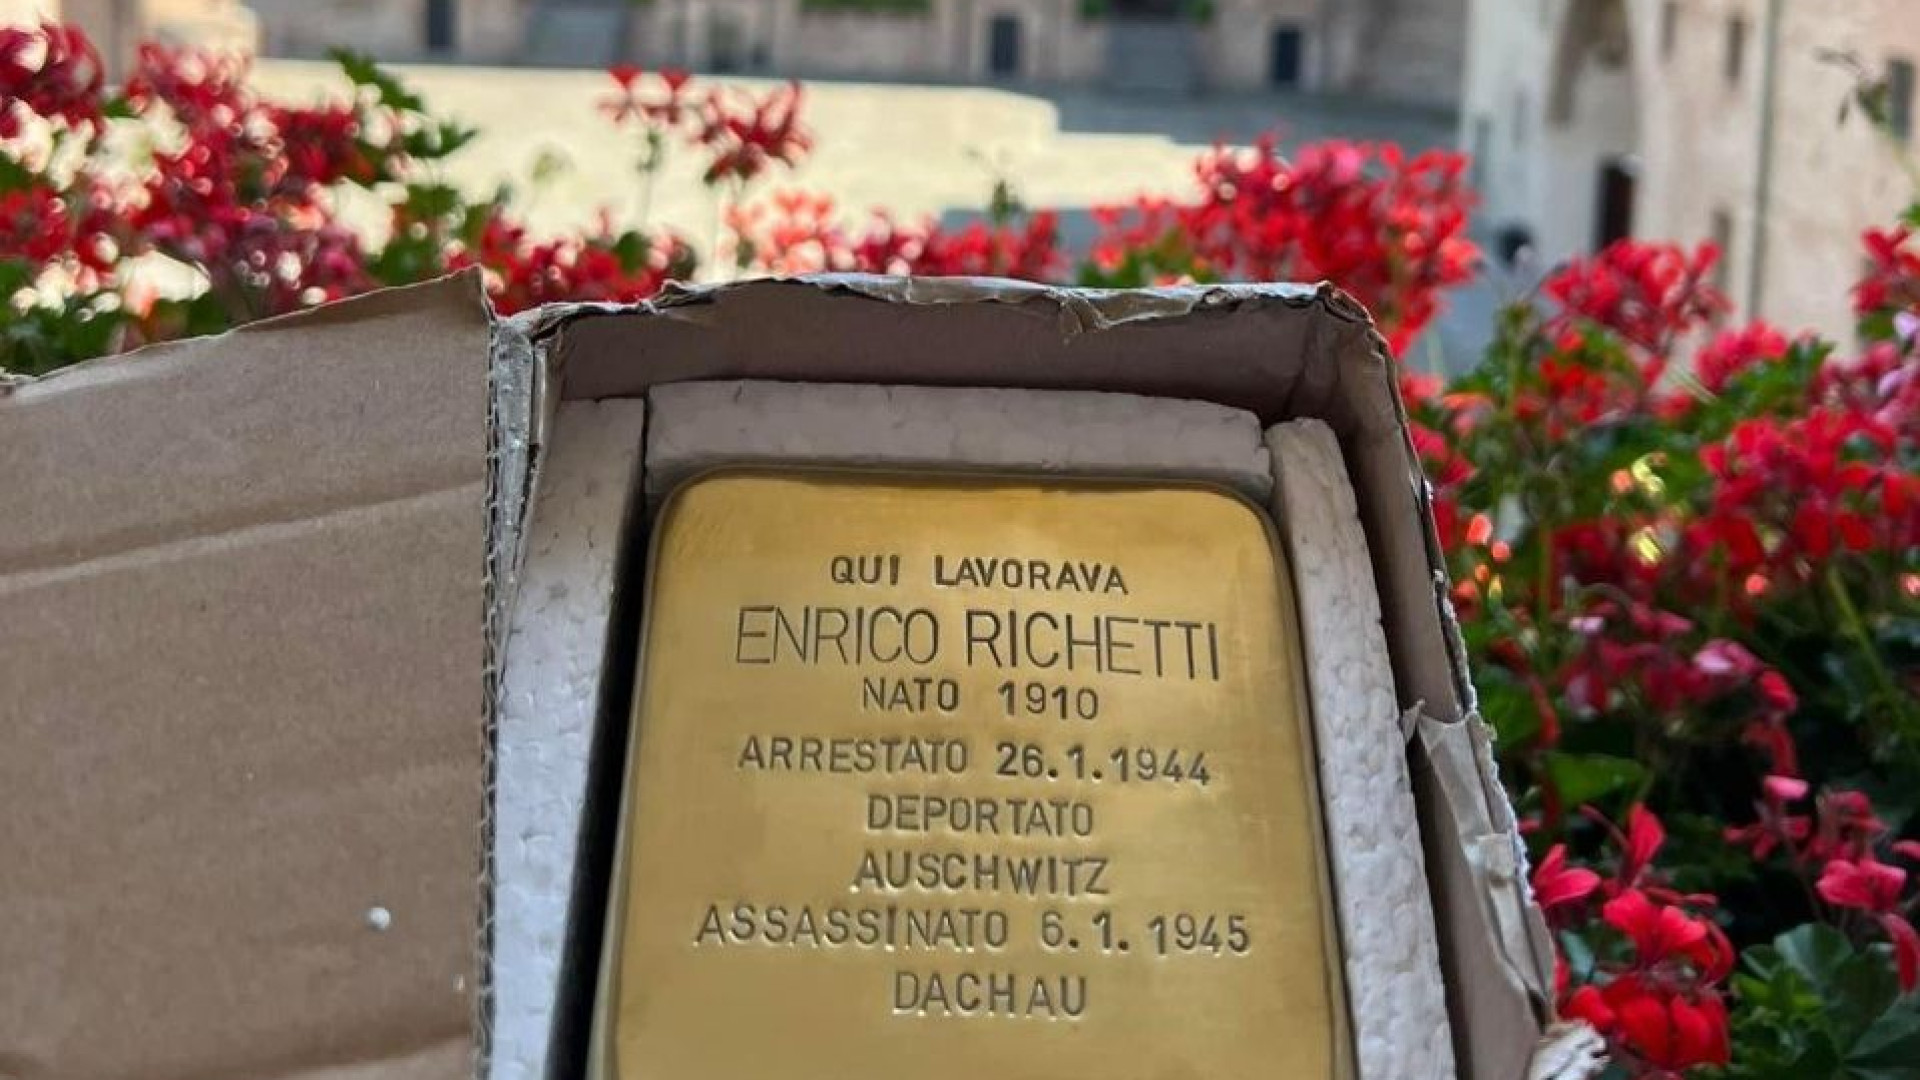 QUI LAVORAVA
ENRICO RICHETTI
NATO 1910
ARRESTATO 26.1.1944
DEPORTATO
AUSCHWITZ
ASSASSINATO 6.1.1945
DACHAU